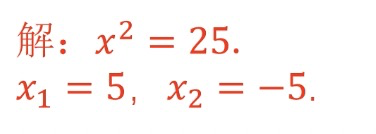 解：x² = 25.
x₁ = 5, x₂ = −5.